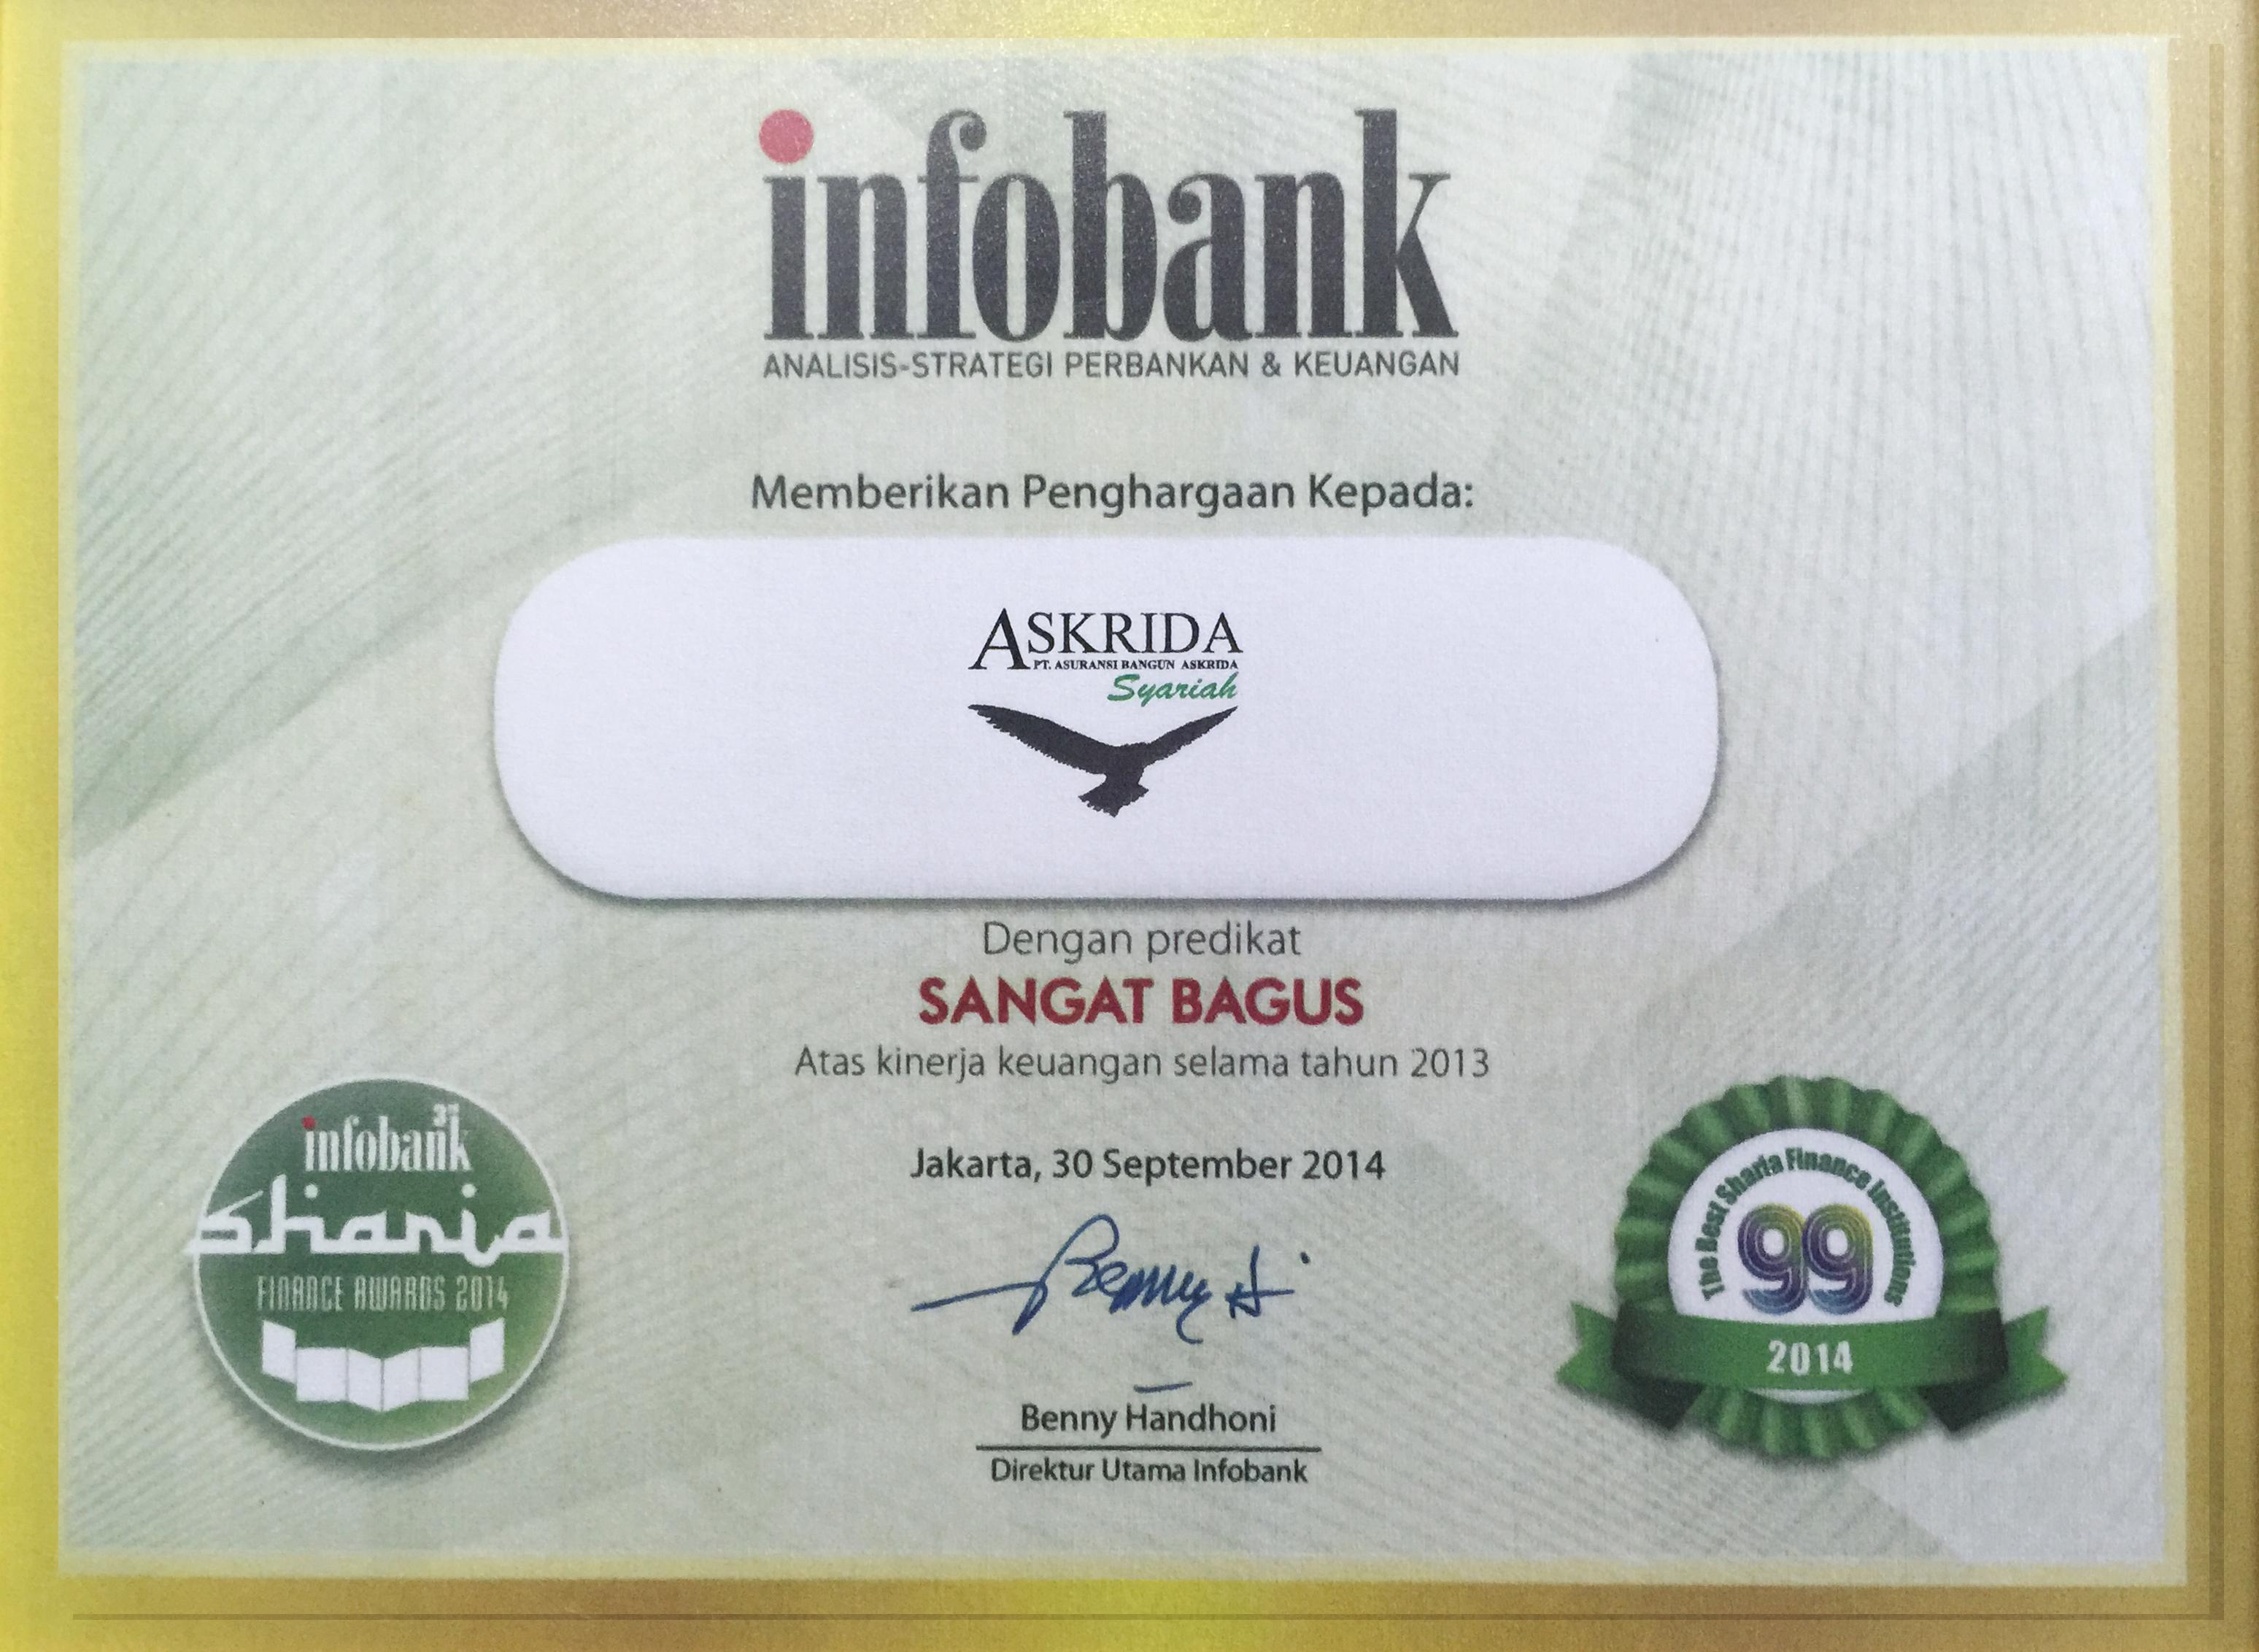 infobank
ANALISIS-STRATEGI PERBANKAN & KEUANGAN
Memberikan Penghargaan Kepada:
ASKRIDA
PT. ASURANSI BANGUN ASKRIDA
Syariah
Dengan predikat
SANGAT BAGUS
Atas kinerja keuangan selama tahun 2013
Jakarta, 30 September 2014
Benny H
Benny Handhoni
Direktur Utama Infobank
infobank
sharia
FINANCE AWARDS 2014
The Best Sharia Finance Institutions
99
2014